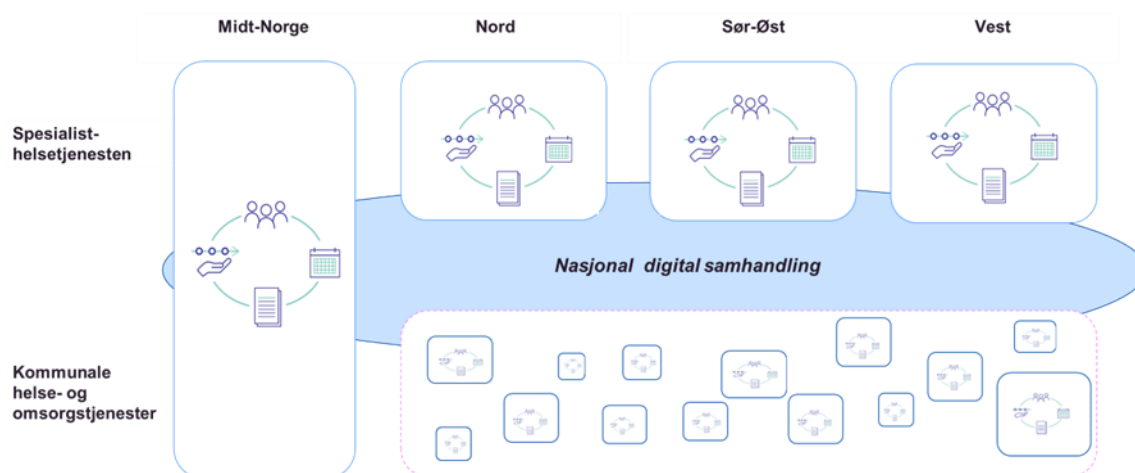 Midt-Norge
Nord
Sør-Øst
Vest
Spesialist-
helsetjenesten
Nasjonal digital samhandling
Kommunale
helse- og
omsorgstjenester